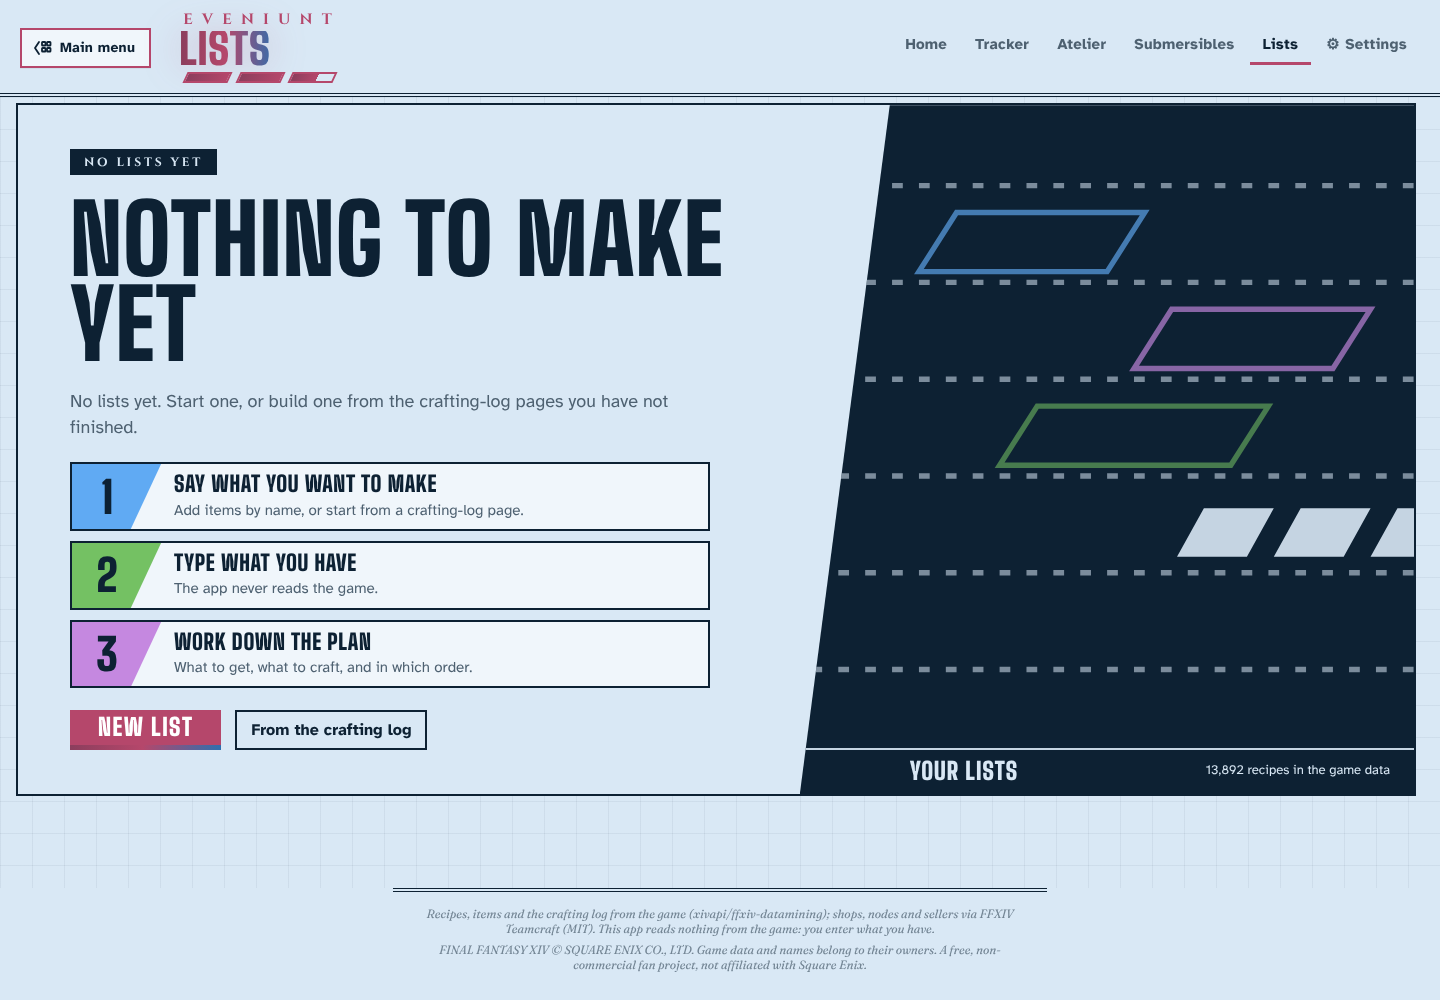 Main menu
EVENIUNT
LISTS
Home
Tracker
Atelier
Submersibles
Lists
Settings
NO LISTS YET
NOTHING TO MAKE
YET
No lists yet. Start one, or build one from the crafting-log pages you have not
finished.
1
SAY WHAT YOU WANT TO MAKE
Add items by name, or start from a crafting-log page.
2
TYPE WHAT YOU HAVE
The app never reads the game.
3
WORK DOWN THE PLAN
What to get, what to craft, and in which order.
NEW LIST
From the crafting log
YOUR LISTS
13,892 recipes in the game data
Recipes, items and the crafting log from the game (xivapi/ffxiv-datamining); shops, nodes and sellers via FFXIV
Teamcraft (MIT). This app reads nothing from the game: you enter what you have.
FINAL FANTASY XIV © SQUARE ENIX CO., LTD. Game data and names belong to their owners. A free, non-
commercial fan project, not affiliated with Square Enix.